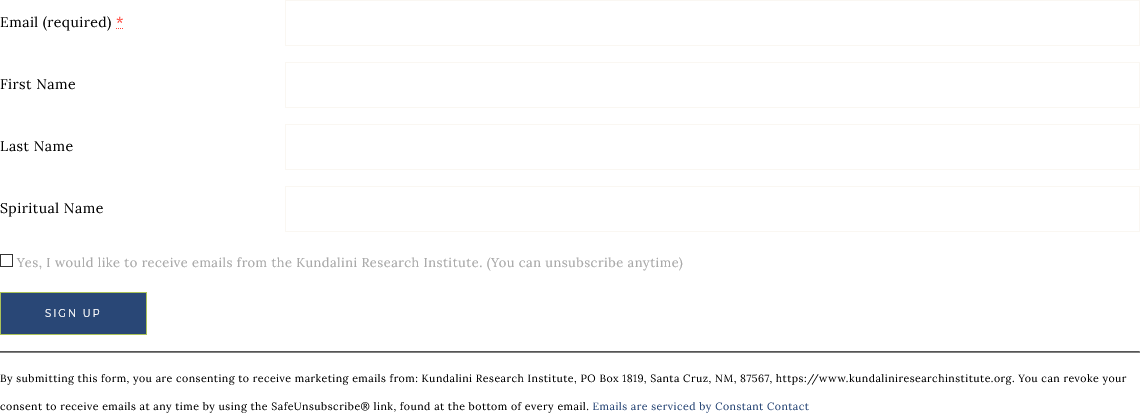 Email (required) *
First Name
Last Name
Spiritual Name
Yes, I would like to receive emails from the Kundalini Research Institute. (You can unsubscribe anytime)
SIGN UP
By submitting this form, you are consenting to receive marketing emails from: Kundalini Research Institute, PO Box 1819, Santa Cruz, NM, 87567, https://www.kundaliniresearchinstitute.org. You can revoke your
consent to receive emails at any time by using the SafeUnsubscribe® link, found at the bottom of every email. Emails are serviced by Constant Contact